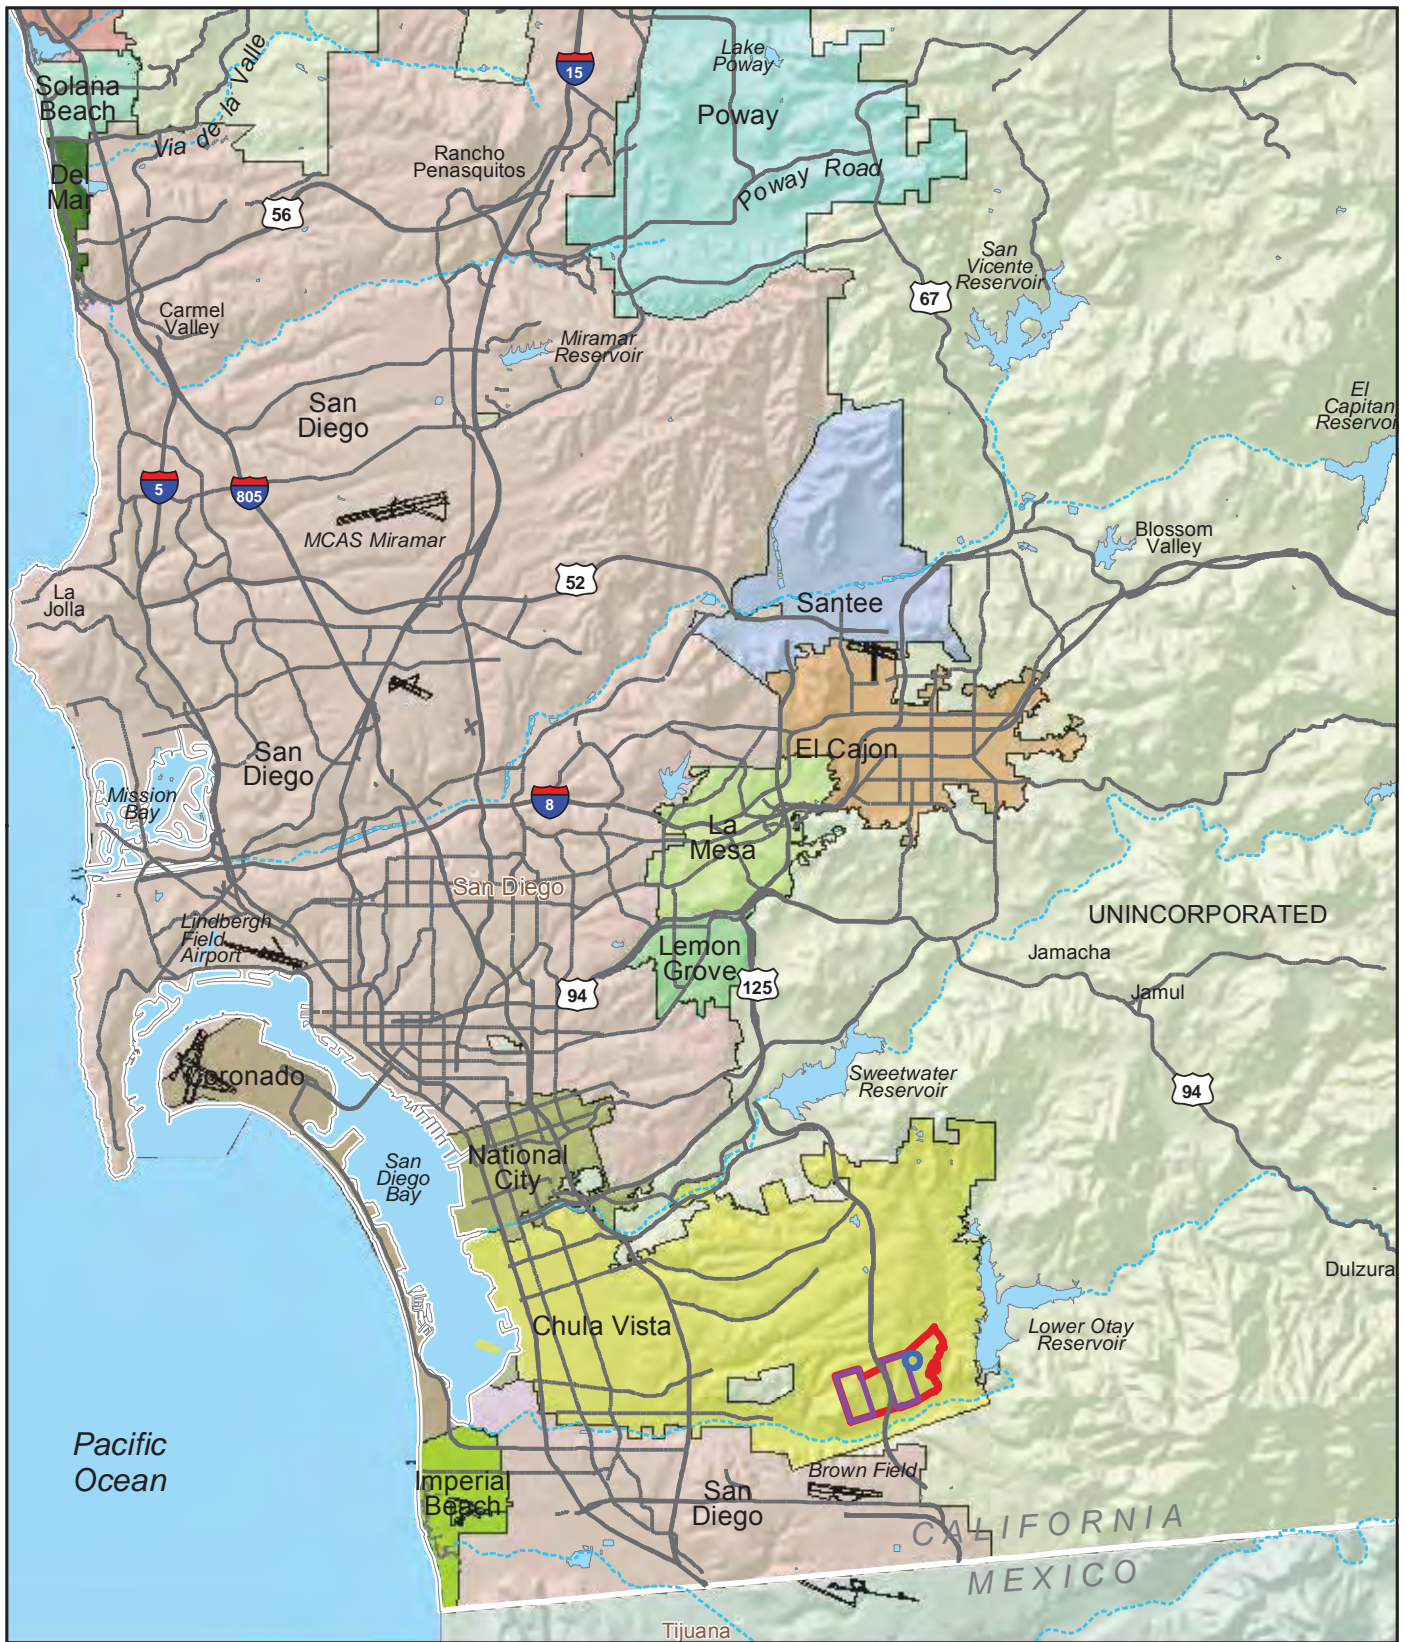 Lake
Poway
Solana
Beach
Via de la Valle
15
Poway
Rancho
Penasquitos
Del
Mar
Poway Road
56
San
Vicente
Reservoir
67
Carmel
Valley
Miramar
Reservoir
El
Capitan
Reservoi
San
Diego
5
805
MCAS Miramar
Blossom
Valley
52
La
Jolla
Santee
San
Diego
El Cajon
Mission
Bay
8
La
Mesa
San Diego
UNINCORPORATED
Lindbergh
Field
Airport
Lemon
Grove
Jamacha
94
125
Jamul
Coronado
Sweetwater
Reservoir
94
National
City
San
Diego
Bay
Dulzura
Chula Vista
Lower Otay
Reservoir
Pacific
Ocean
Brown Field
Imperial
Beach
San
Diego
CALIFORNIA
MEXICO
Tijuana